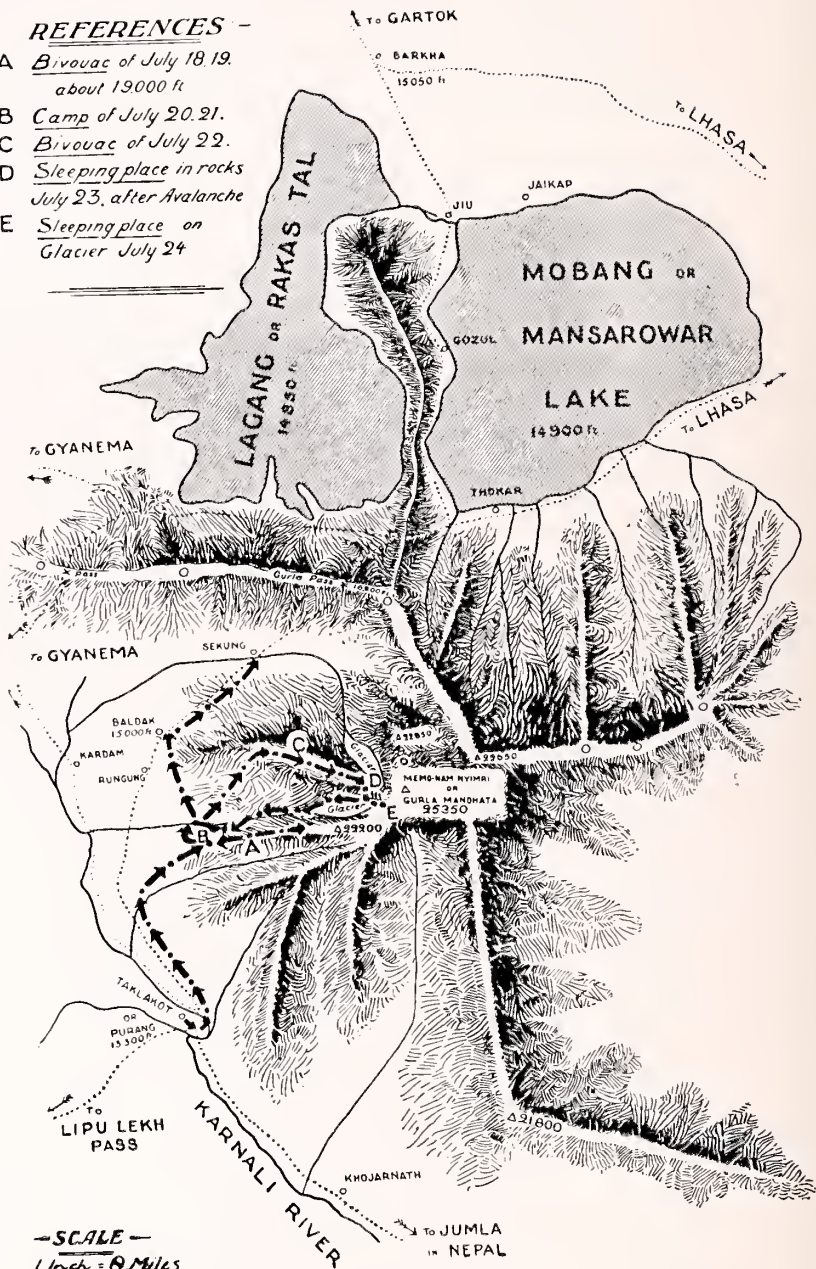 REFERENCES -
A Bivouac of July 18.19.
about 19000 ft
B Camp of July 20.21.
C Bivouac of July 22.
D Sleeping place in rocks
July 23, after Avalanche
E Sleeping place on
Glacier July 24
To GARTOK
BARKHA
15050 ft
To LHASA
LAGANG OR RAKAS TAL
14850 ft
JIU
JAIKAP
MOBANG OR
MANSAROWAR
LAKE
14900 ft
GOZUL
To LHASA
THOKAR
To GYANEMA
Pass
Gurla Pass
To GYANEMA
SEKUNG
BALDAK
15000 ft
KARDAM
RUNGUNG
C
Glacier
D
Glacier
E
B
A
22850
22650
MEMO-NAM NYIMRI
OR
GURLA MANDHATA
25350
22200
TAKLAKOT
OR
PURANG
13300 ft
To
LIPU LEKH
PASS
KARNALI RIVER
21800
KHOJARNATH
To JUMLA
IN NEPAL
-SCALE-
1 Inch = 8 Miles